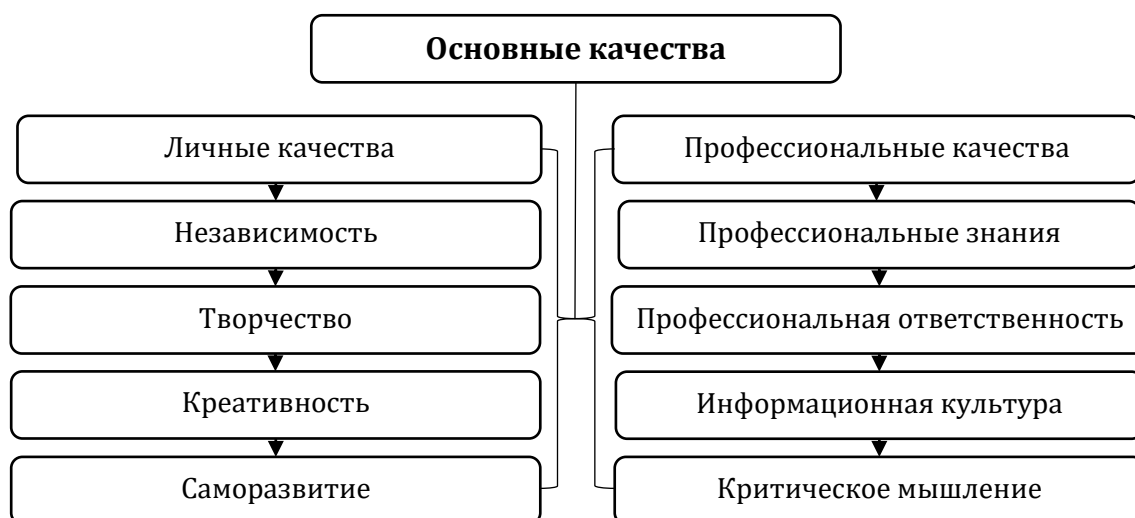 Основные качества
Личные качества
Независимость
Творчество
Креативность
Саморазвитие
Профессиональные качества
Профессиональные знания
Профессиональная ответственность
Информационная культура
Критическое мышление